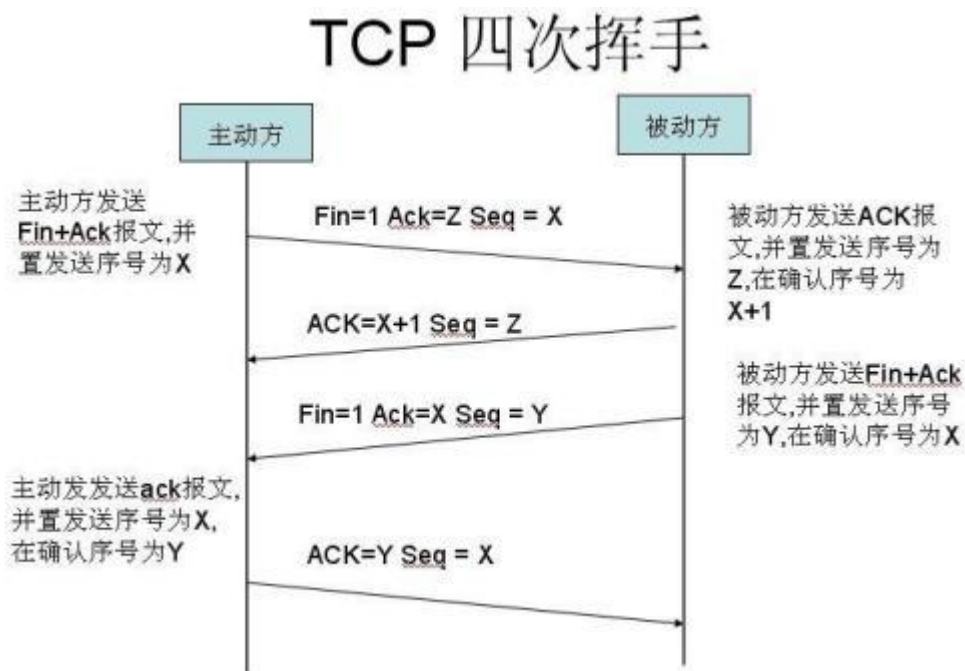 TCP 四次挥手
主动方
被动方
主动方发送
Fin+Ack报文,并
置发送序号为X
Fin=1 Ack=Z Seq = X
被动方发送ACK报
文,并置发送序号为
Z,在确认序号为
X+1
ACK=X+1 Seq = Z
被动方发送Fin+Ack
报文,并置发送序号
为Y,在确认序号为X
Fin=1 Ack=X Seq = Y
主动发发送ack报文,
并置发送序号为X,
在确认序号为Y
ACK=Y Seq = X